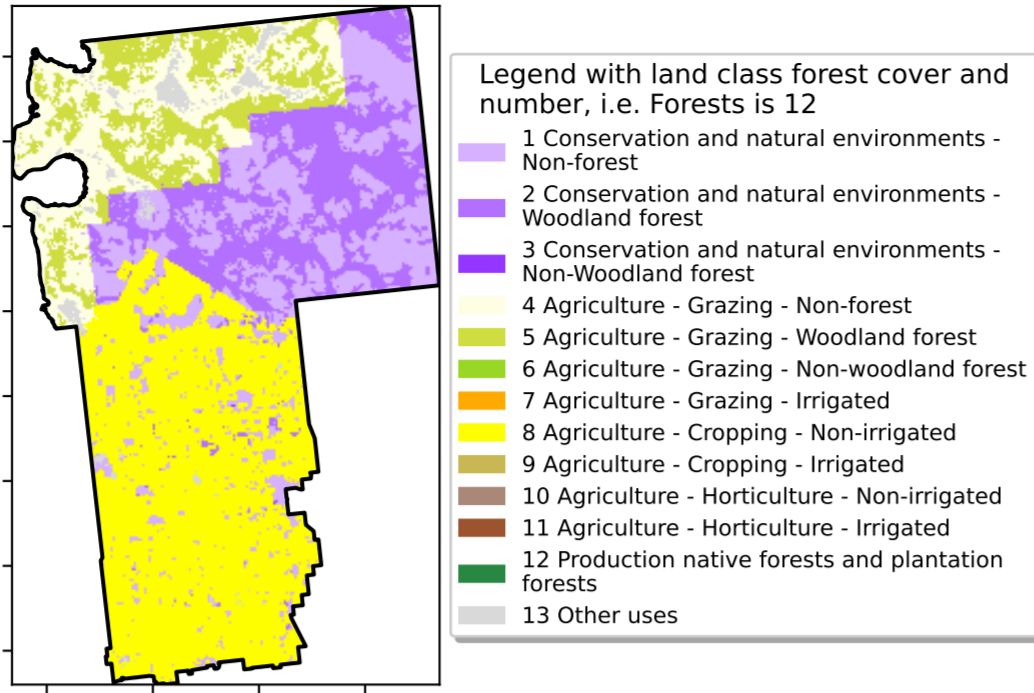 Legend with land class forest cover and
number, i.e. Forests is 12
1 Conservation and natural environments -
Non-forest
2 Conservation and natural environments -
Woodland forest
3 Conservation and natural environments -
Non-Woodland forest
4 Agriculture - Grazing - Non-forest
5 Agriculture - Grazing - Woodland forest
6 Agriculture - Grazing - Non-woodland forest
7 Agriculture - Grazing - Irrigated
8 Agriculture - Cropping - Non-irrigated
9 Agriculture - Cropping - Irrigated
10 Agriculture - Horticulture - Non-irrigated
11 Agriculture - Horticulture - Irrigated
12 Production native forests and plantation
forests
13 Other uses